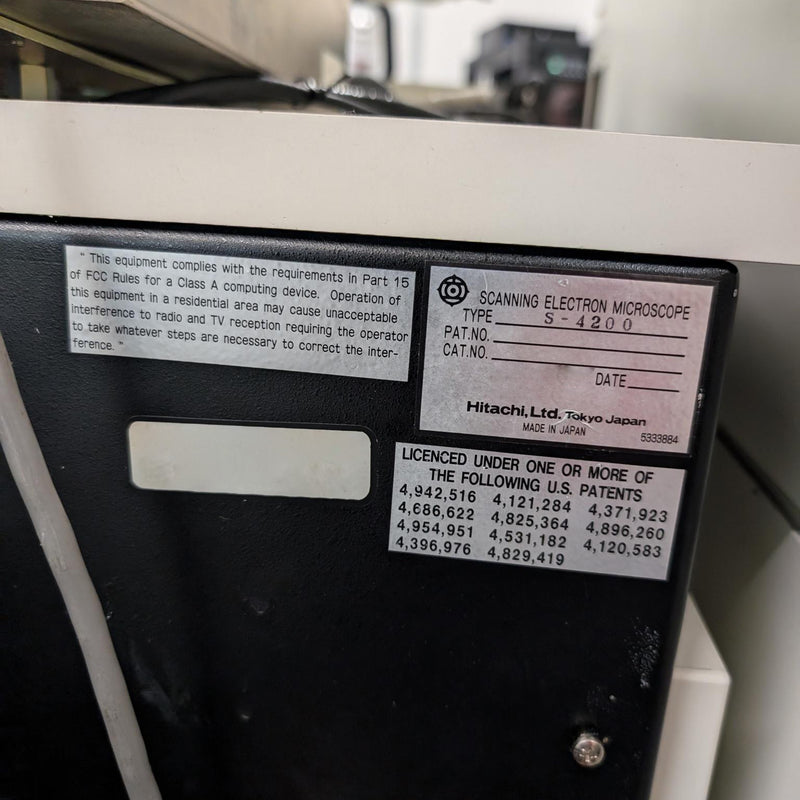 " This equipment complies with the requirements in Part 15
of FCC Rules for a Class A computing device. Operation of
this equipment in a residential area may cause unacceptable
interference to radio and TV reception requiring the operator
to take whatever steps are necessary to correct the inter-
ference. "
SCANNING ELECTRON MICROSCOPE
TYPE S-4200
PAT.NO.
CAT.NO.
DATE
Hitachi, Ltd. Tokyo Japan
MADE IN JAPAN 5333884
LICENCED UNDER ONE OR MORE OF
THE FOLLOWING U.S. PATENTS
4,942,516 4,121,284 4,371,923
4,686,622 4,825,364 4,896,260
4,954,951 4,531,182 4,120,583
4,396,976 4,829,419